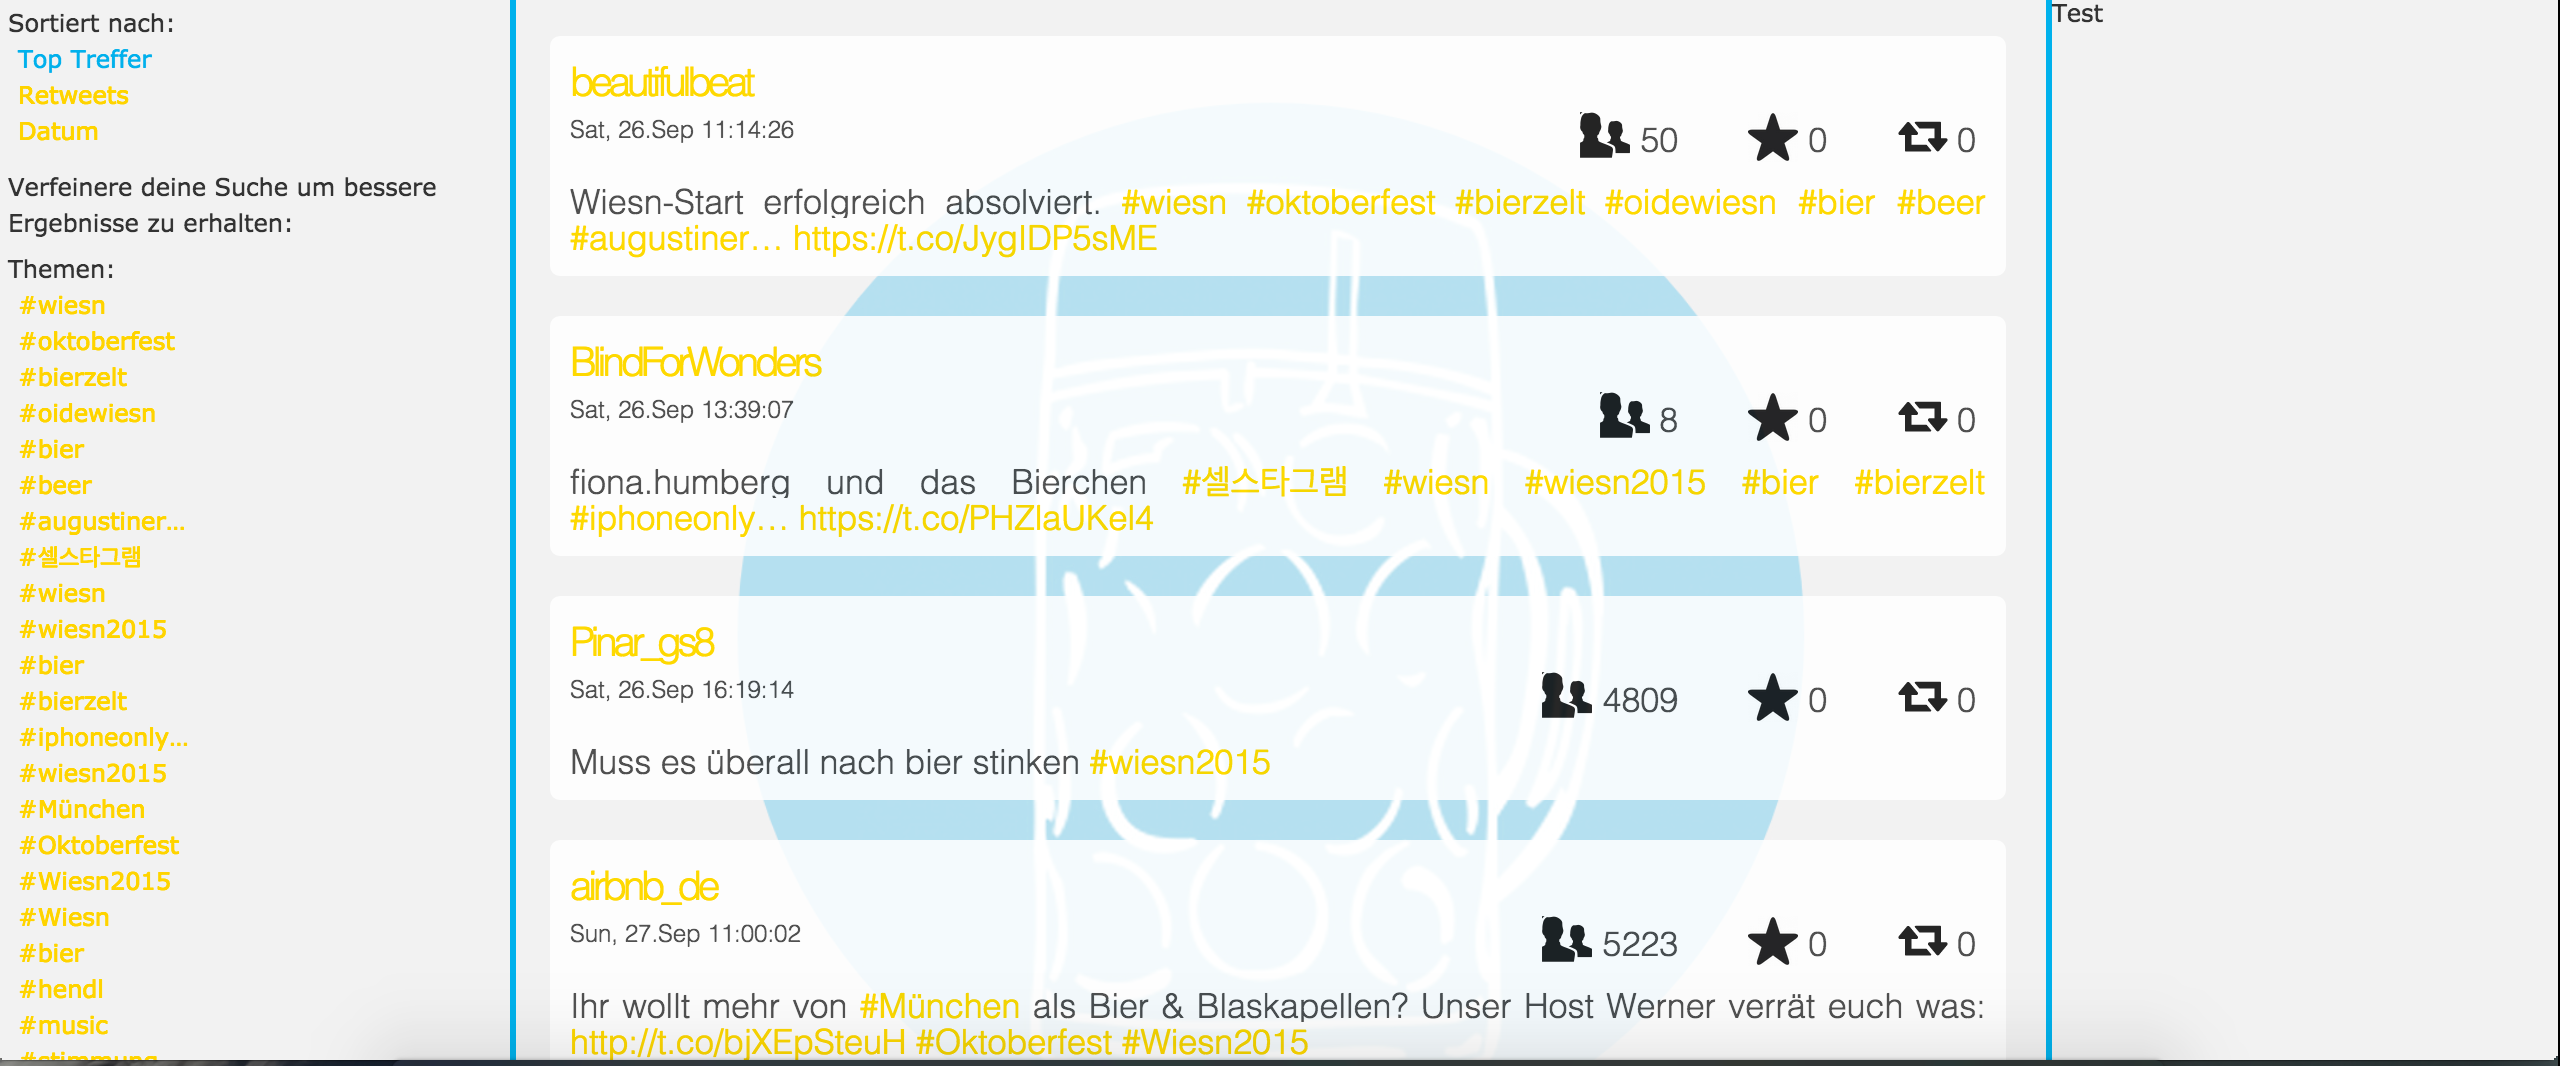 Sortiert nach:
Top Treffer
Retweets
Datum
Verfeinere deine Suche um bessere
Ergebnisse zu erhalten:
Themen:
#wiesn
#oktoberfest
#bierzelt
#oidewiesn
#bier
#beer
#augustiner…
#셀스타그램
#wiesn
#wiesn2015
#bier
#bierzelt
#iphoneonly…
#wiesn2015
#München
#Oktoberfest
#Wiesn2015
#Wiesn
#bier
#hendl
#music
#stimmung
beautifulbeat
Sat, 26.Sep 11:14:26
50 0 0
Wiesn-Start erfolgreich absolviert. #wiesn #oktoberfest #bierzelt #oidewiesn #bier #beer
#augustiner… https://t.co/JygIDP5sME
BlindForWonders
Sat, 26.Sep 13:39:07
8 0 0
fiona.humberg und das Bierchen #셀스타그램 #wiesn #wiesn2015 #bier #bierzelt
#iphoneonly… https://t.co/PHZlaUKel4
Pinar_gs8
Sat, 26.Sep 16:19:14
4809 0 0
Muss es überall nach bier stinken #wiesn2015
airbnb_de
Sun, 27.Sep 11:00:02
5223 0 0
Ihr wollt mehr von #München als Bier & Blaskapellen? Unser Host Werner verrät euch was:
http://t.co/bjXEpSteuH #Oktoberfest #Wiesn2015
Test